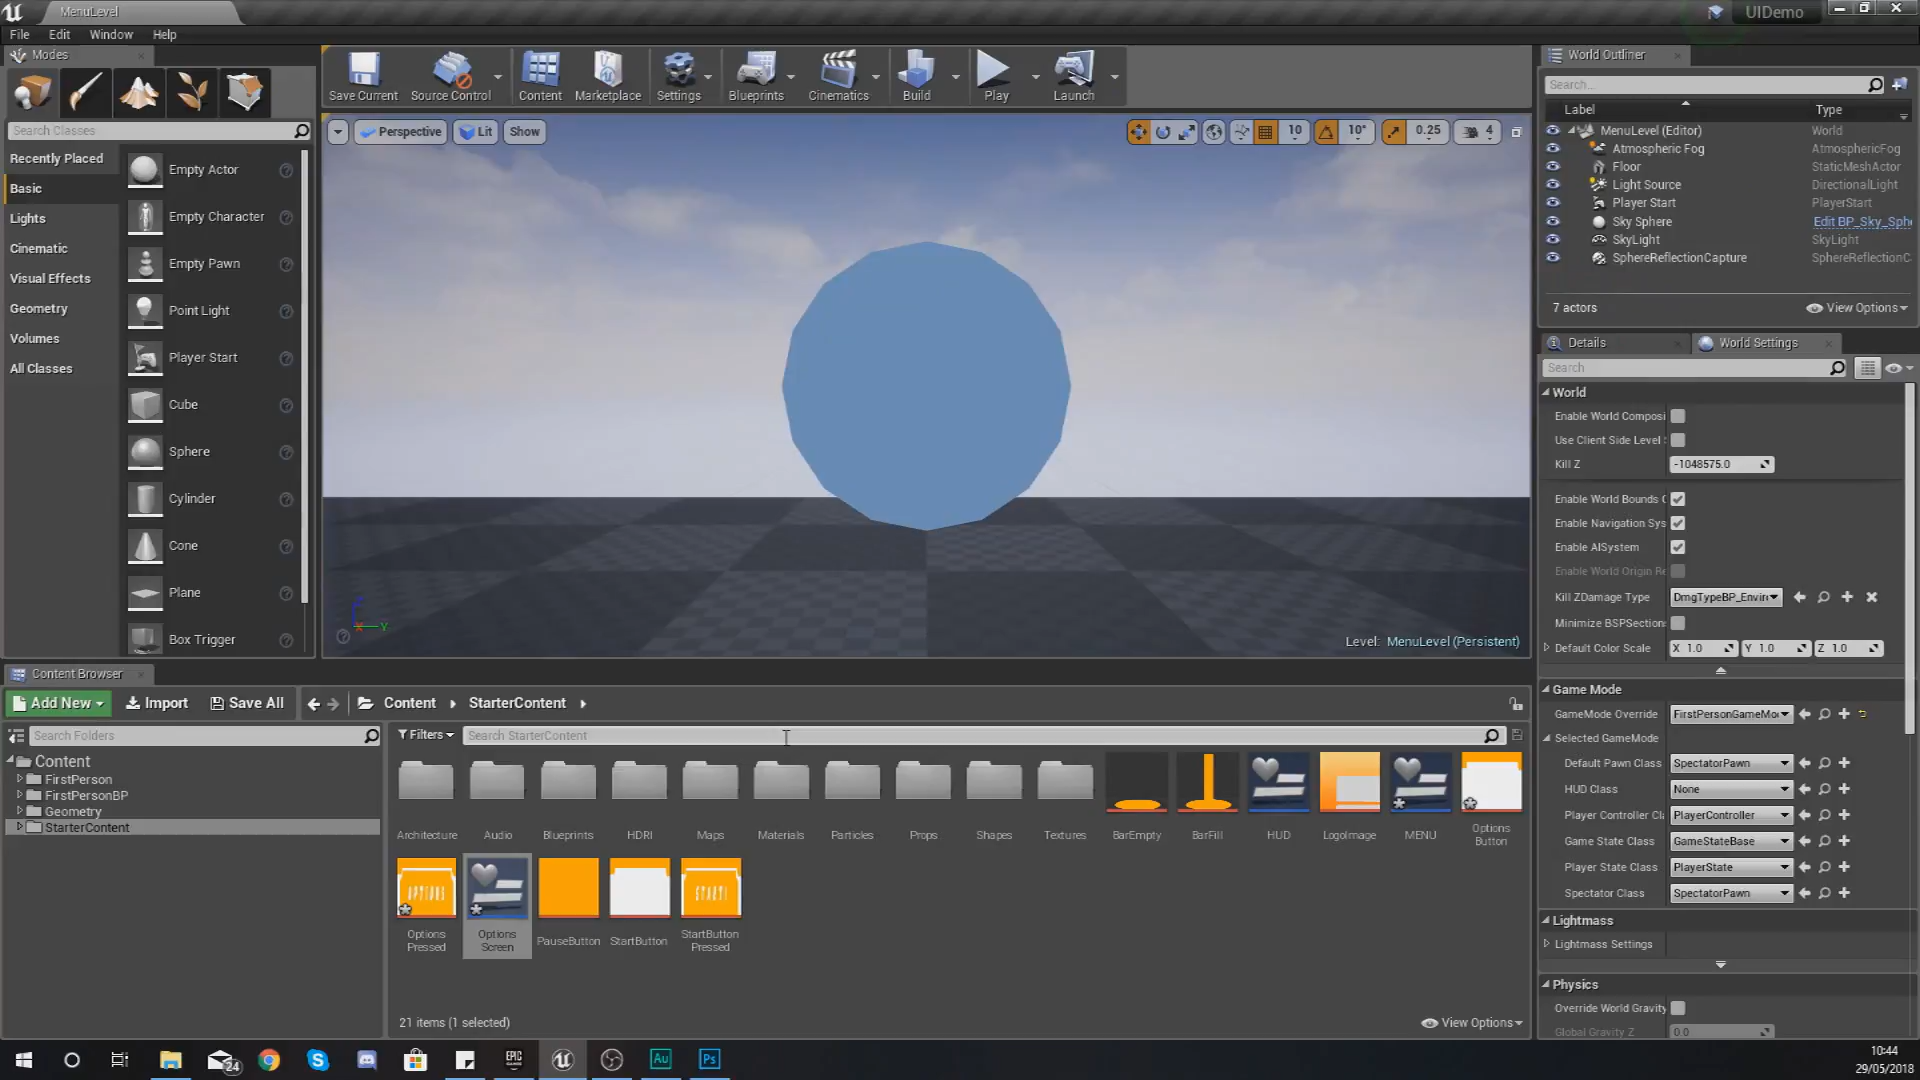 MenuLevel
UIDemo
File Edit Window Help
Modes
Search Classes
Recently Placed
Basic
Lights
Cinematic
Visual Effects
Geometry
Volumes
All Classes
Empty Actor
Empty Character
Empty Pawn
Point Light
Player Start
Cube
Sphere
Cylinder
Cone
Plane
Box Trigger
Save Current
Source Control
Content
Marketplace
Settings
Blueprints
Cinematics
Build
Play
Launch
Perspective
Lit
Show
10
10°
0.25
4
Level: MenuLevel (Persistent)
World Outliner
Search...
Label Type
MenuLevel (Editor) World
Atmospheric Fog AtmosphericFog
Floor StaticMeshActor
Light Source DirectionalLight
Player Start PlayerStart
Sky Sphere Edit BP_Sky_Sph
SkyLight SkyLight
SphereReflectionCapture SphereReflectionC
7 actors
View Options
Details
World Settings
Search
World
Enable World Composi
Use Client Side Level
Kill Z -1048575.0
Enable World Bounds C
Enable Navigation Sys
Enable AISystem
Enable World Origin Re
Kill ZDamage Type DmgTypeBP_Envir
Minimize BSPSection
Default Color Scale X 1.0 Y 1.0 Z 1.0
Game Mode
GameMode Override FirstPersonGameMo
Selected GameMode
Default Pawn Class SpectatorPawn
HUD Class None
Player Controller Cl PlayerController
Game State Class GameStateBase
Player State Class PlayerState
Spectator Class SpectatorPawn
Lightmass
Lightmass Settings
Physics
Override World Gravity
Global Gravity Z 0.0
Content Browser
Add New
Import
Save All
Content
StarterContent
Search Folders
Filters
Search StarterContent
Content
FirstPerson
FirstPersonBP
Geometry
StarterContent
Architecture
Audio
Blueprints
HDRI
Maps
Materials
Particles
Props
Shapes
Textures
BarEmpty
BarFill
HUD
LogoImage
MENU
Options
Button
OPTIONS
START!
Options
Pressed
Options
Screen
PauseButton
StartButton
StartButton
Pressed
21 items (1 selected)
View Options
24
EPIC
GAMES
Au
Ps
10:44
29/05/2018